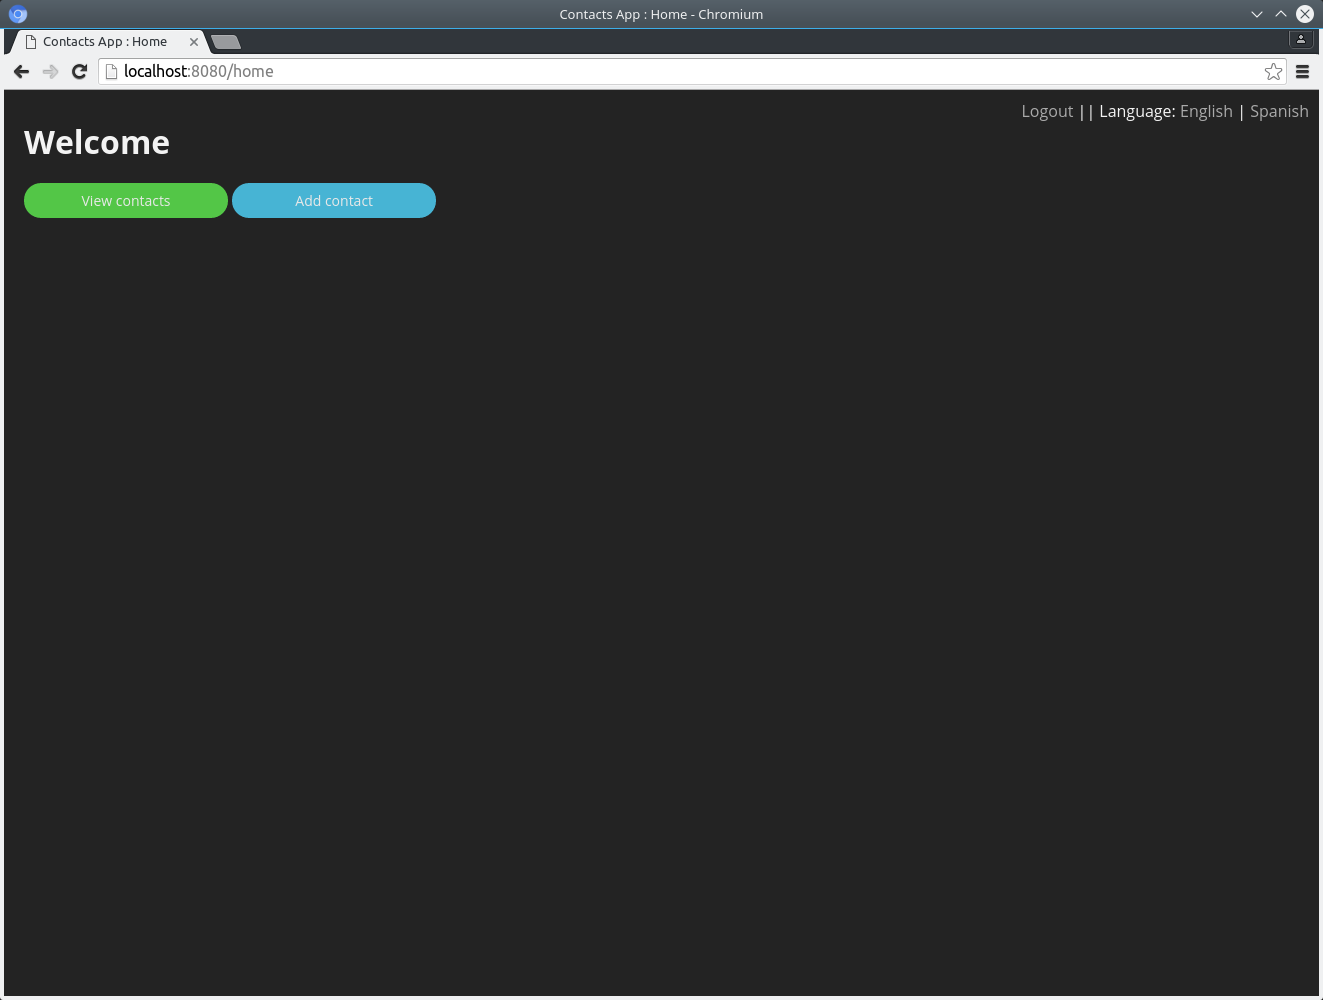 Contacts App : Home - Chromium
Contacts App : Home
localhost:8080/home
Logout || Language: English | Spanish
Welcome
View contacts Add contact